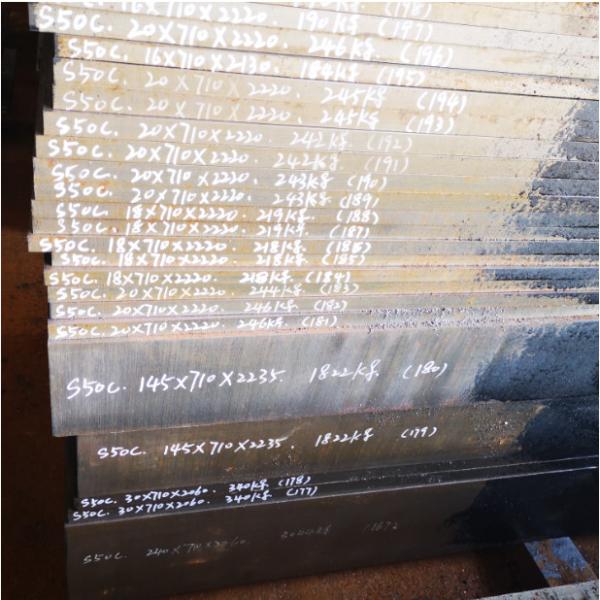 190kg (198)
S50C. 190kg. (197)
S50C. 20X710X2220. 246kg (196)
S50C. 16X710X2130. 184kg (195)
S50C. 20X710X2220. 245kg (194)
S50C. 20X710X2220. 245kg (193)
S50C. 20X710X2220. 242kg (192)
S50C. 20X710X2220. 242kg (191)
S50C. 20X710X2220. 243kg (190)
S50C. 20X710X2220. 243kg (189)
S50C. 18X710X2220. 219kg (188)
S50C. 18X710X2220. 219kg (187)
S50C. 18X710X2220. 218kg
S50C. 18X710X2220. 218kg (185)
S50C. 18X710X2220. 218kg (184)
S50C. 20X710X2220. 244kg (183)
S50C. 20X710X2220. 246kg (182)
S50C. 20X710X2220. 246kg (181)
S50C. 145X710X2235. 1822kg. (180)
S50C. 145X710X2235. 1822kg (179)
S50C. 30X710X2060. 340kg (178)
S50C. 30X710X2060. 340kg (177)
S50C. 240X710X2060.